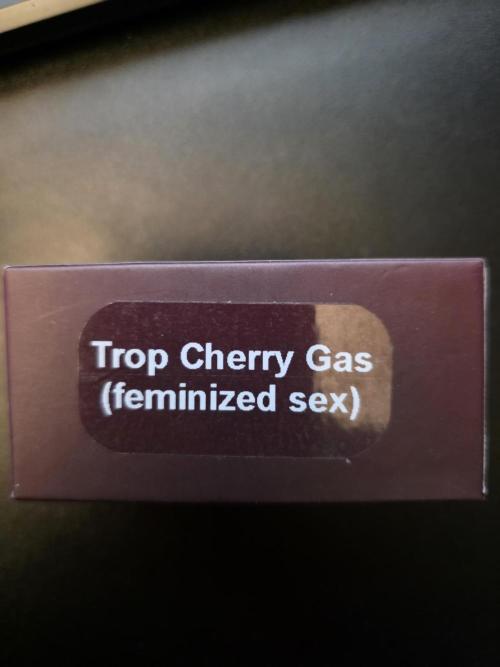 Trop Cherry Gas
(feminized sex)